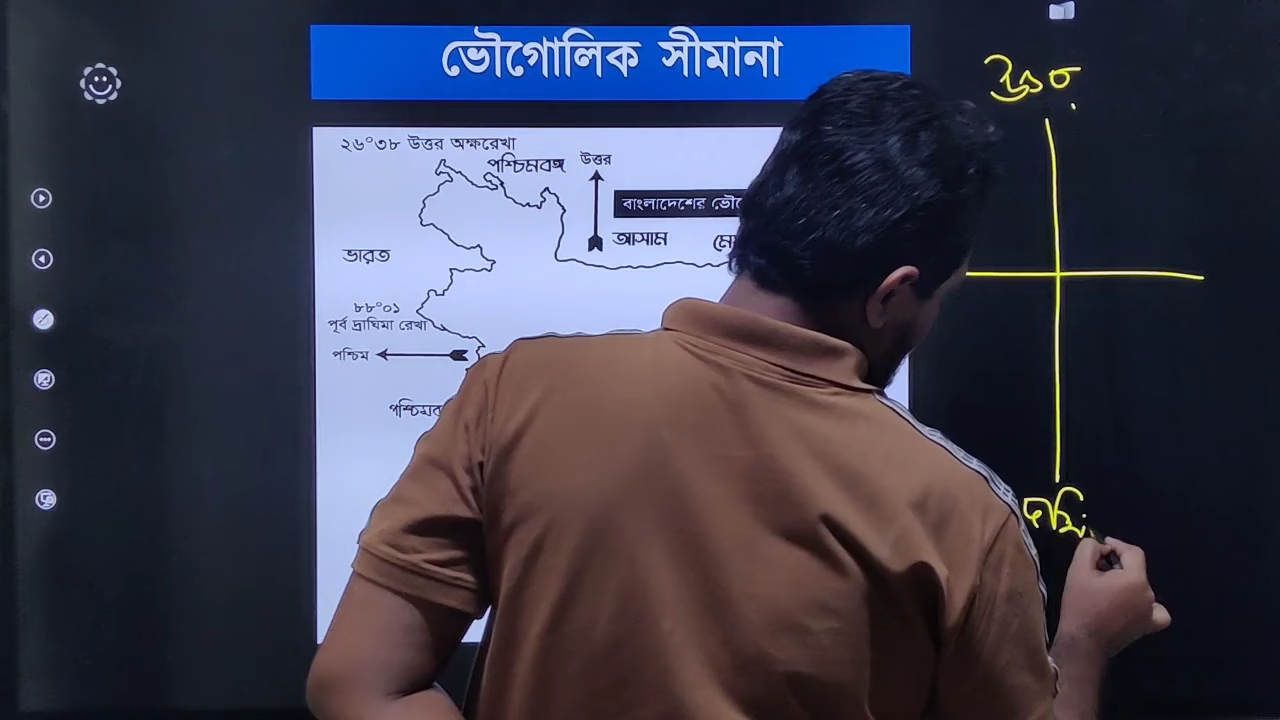 ভৌগোলিক সীমানা
২৬°৩৮ উত্তর অক্ষরেখা
পশ্চিমবঙ্গ
উত্তর
বাংলাদেশের
আসাম
ভারত
৮৮°০১
পূর্ব দ্রাঘিমা রেখা
পশ্চিম
উত্তর